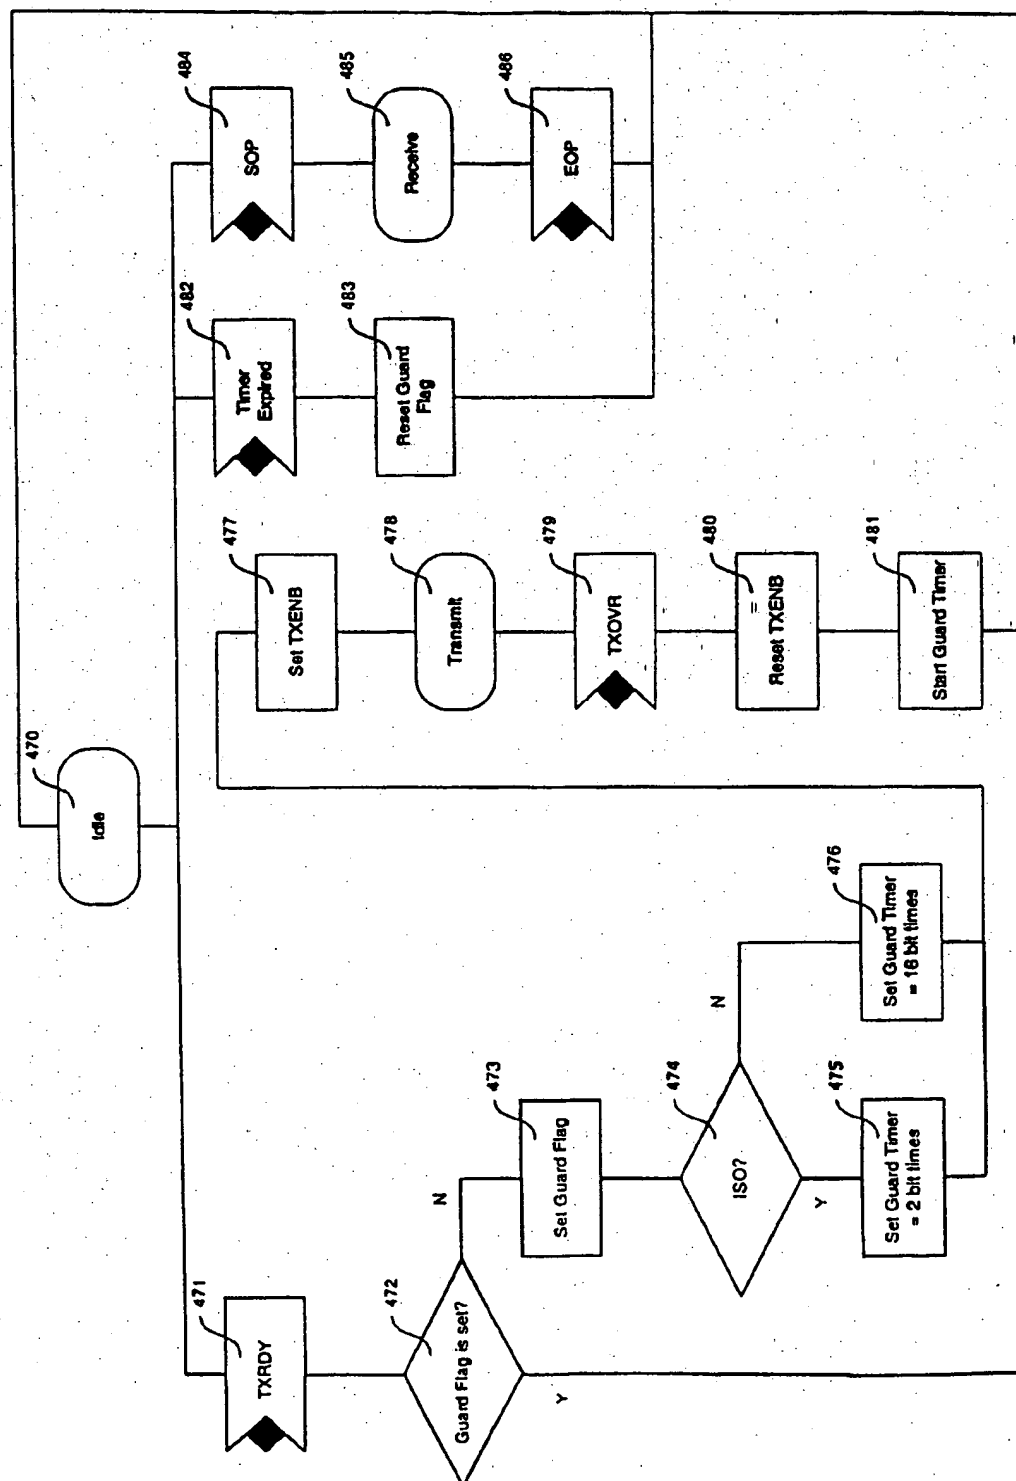 470
Idle
471
TXRDY
472
Guard Flag is set?
N
Y
473
Set Guard Flag
474
ISO?
N
Y
475
Set Guard Timer
= 2 bit times
476
Set Guard Timer
= 18 bit times
477
Set TXENB
478
Transmit
479
TXOVR
480
=
Reset TXENB
481
Start Guard Timer
482
Timer
Expired
483
Reset Guard
Flag
484
SOP
485
Receive
486
EOP